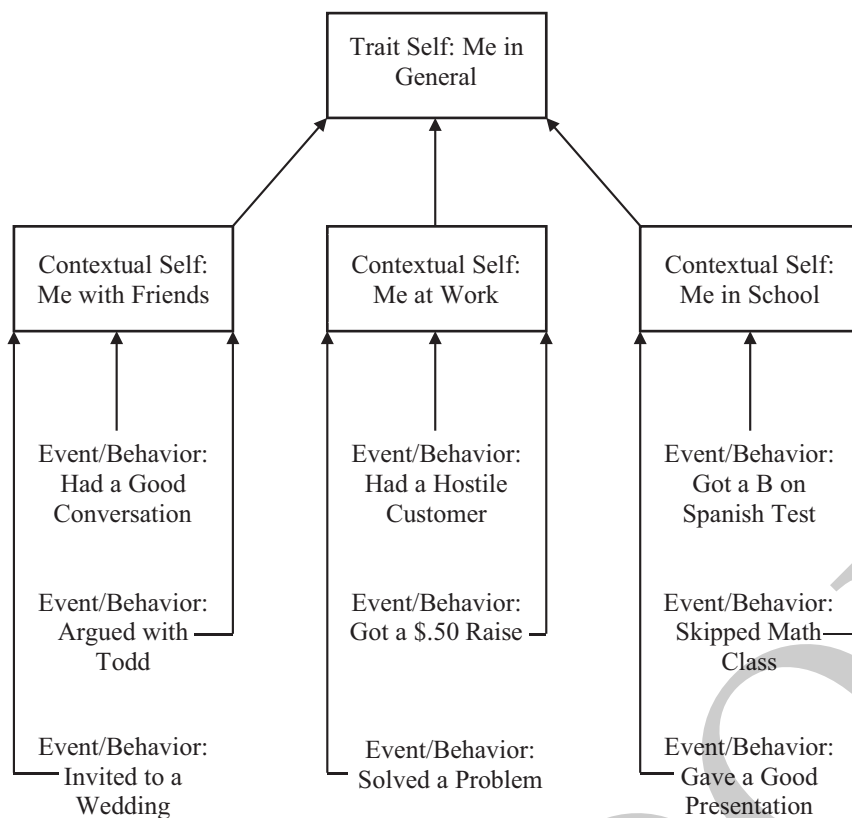 Trait Self: Me in
General
Contextual Self:
Me with Friends
Contextual Self:
Me at Work
Contextual Self:
Me in School
Event/Behavior:
Had a Good
Conversation
Event/Behavior:
Had a Hostile
Customer
Event/Behavior:
Got a B on
Spanish Test
Event/Behavior:
Argued with
Todd
Event/Behavior:
Got a $.50 Raise
Event/Behavior:
Skipped Math
Class
Event/Behavior:
Invited to a
Wedding
Event/Behavior:
Solved a Problem
Event/Behavior:
Gave a Good
Presentation